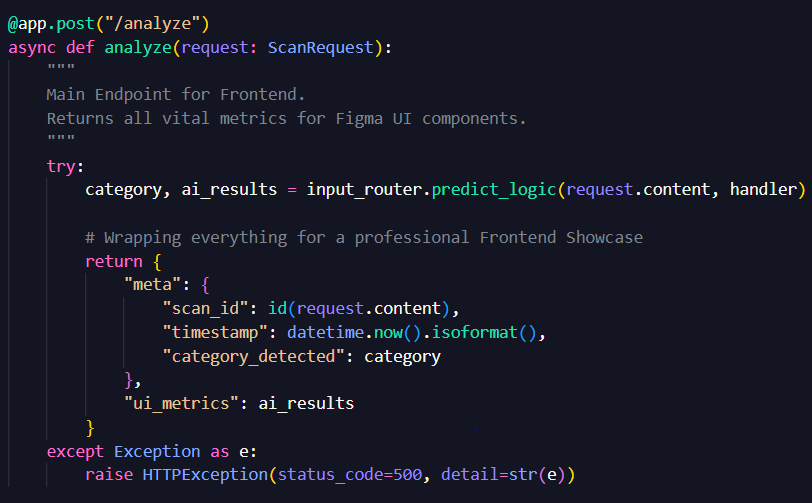 @app.post("/analyze")
async def analyze(request: ScanRequest):
    """
    Main Endpoint for Frontend.
    Returns all vital metrics for Figma UI components.
    """
    try:
        category, ai_results = input_router.predict_logic(request.content, handler)

        # Wrapping everything for a professional Frontend Showcase
        return {
            "meta": {
                "scan_id": id(request.content),
                "timestamp": datetime.now().isoformat(),
                "category_detected": category
            },
            "ui_metrics": ai_results
        }
    except Exception as e:
        raise HTTPException(status_code=500, detail=str(e))